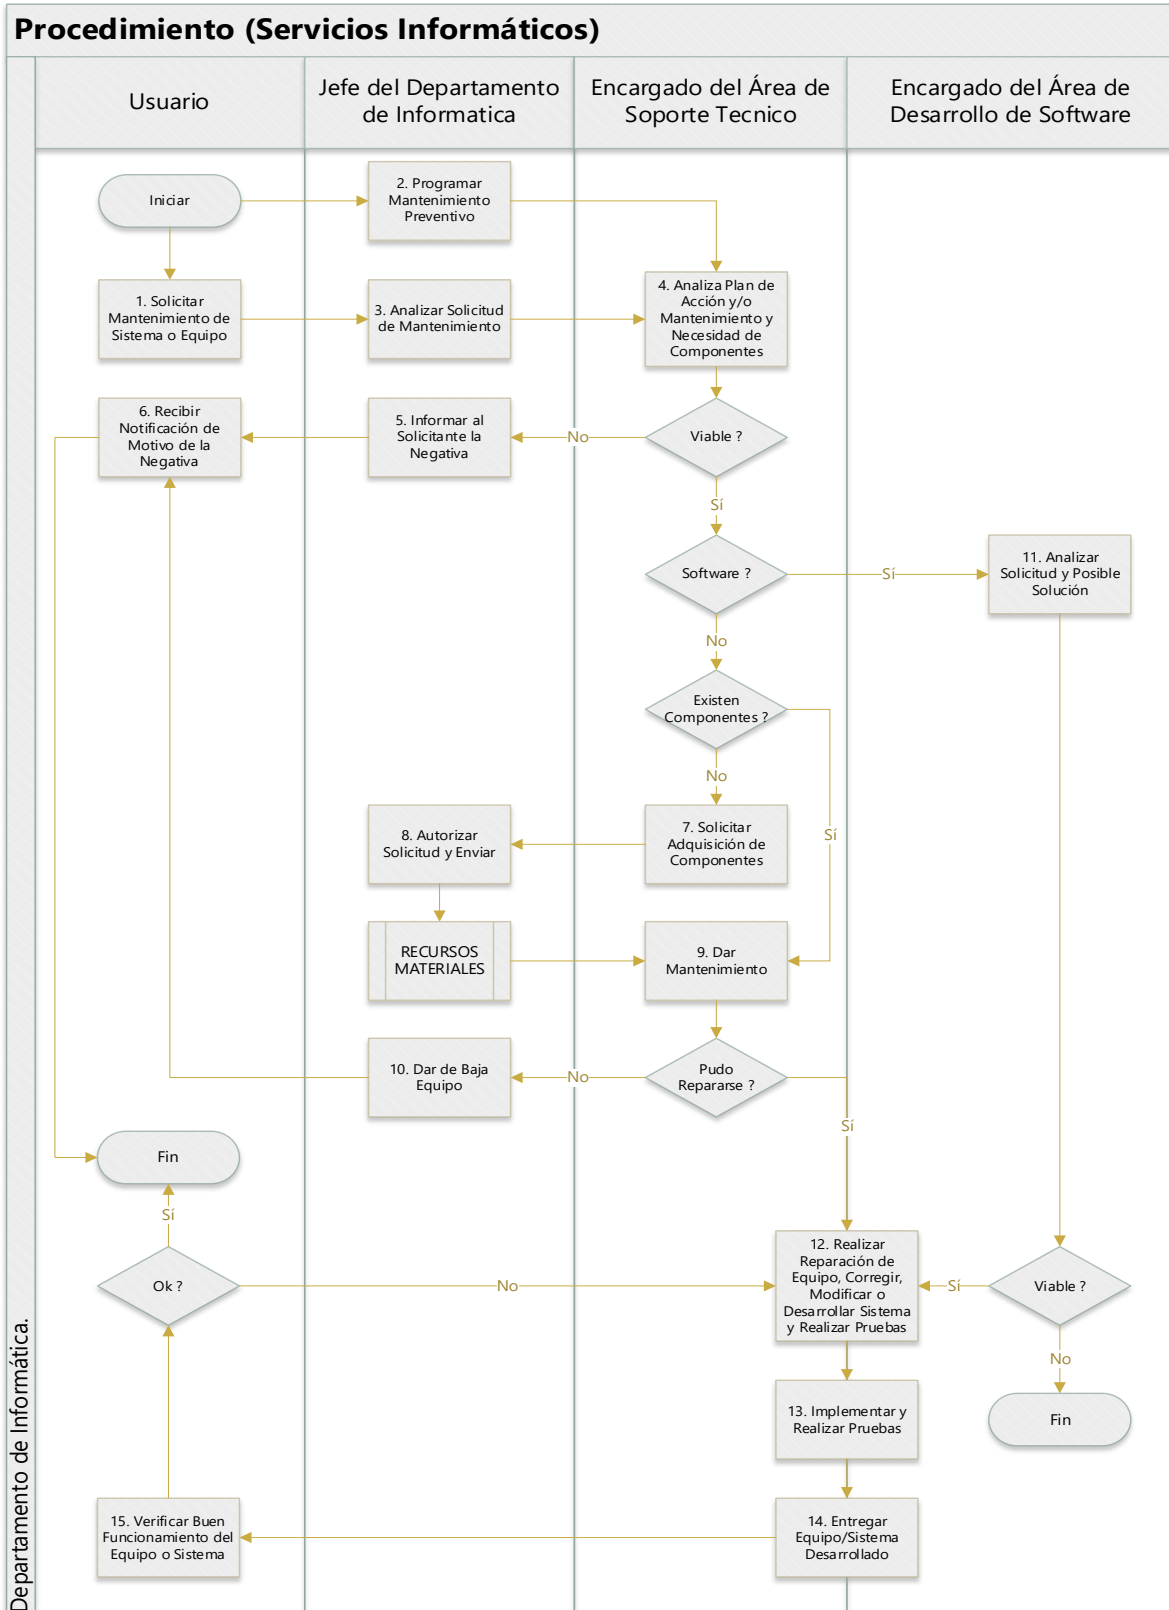 Procedimiento (Servicios Informáticos)
Departamento de Informática.
Usuario
Jefe del Departamento
de Informatica
Encargado del Área de
Soporte Tecnico
Encargado del Área de
Desarrollo de Software
Iniciar
2. Programar
Mantenimiento
Preventivo
1. Solicitar
Mantenimiento de
Sistema o Equipo
3. Analizar Solicitud
de Mantenimiento
4. Analiza Plan de
Acción y/o
Mantenimiento y
Necesidad de
Componentes
6. Recibir
Notificación de
Motivo de la
Negativa
5. Informar al
Solicitante la
Negativa
No
Viable ?
Sí
Software ?
Sí
11. Analizar
Solicitud y Posible
Solución
No
Existen
Componentes ?
No
Sí
8. Autorizar
Solicitud y Enviar
7. Solicitar
Adquisición de
Componentes
RECURSOS
MATERIALES
9. Dar
Mantenimiento
10. Dar de Baja
Equipo
No
Pudo
Repararse ?
Sí
Fin
Sí
Ok ?
No
12. Realizar
Reparación de
Equipo, Corregir,
Modificar o
Desarrollar Sistema
y Realizar Pruebas
Sí
Viable ?
No
Fin
13. Implementar y
Realizar Pruebas
15. Verificar Buen
Funcionamiento del
Equipo o Sistema
14. Entregar
Equipo/Sistema
Desarrollado